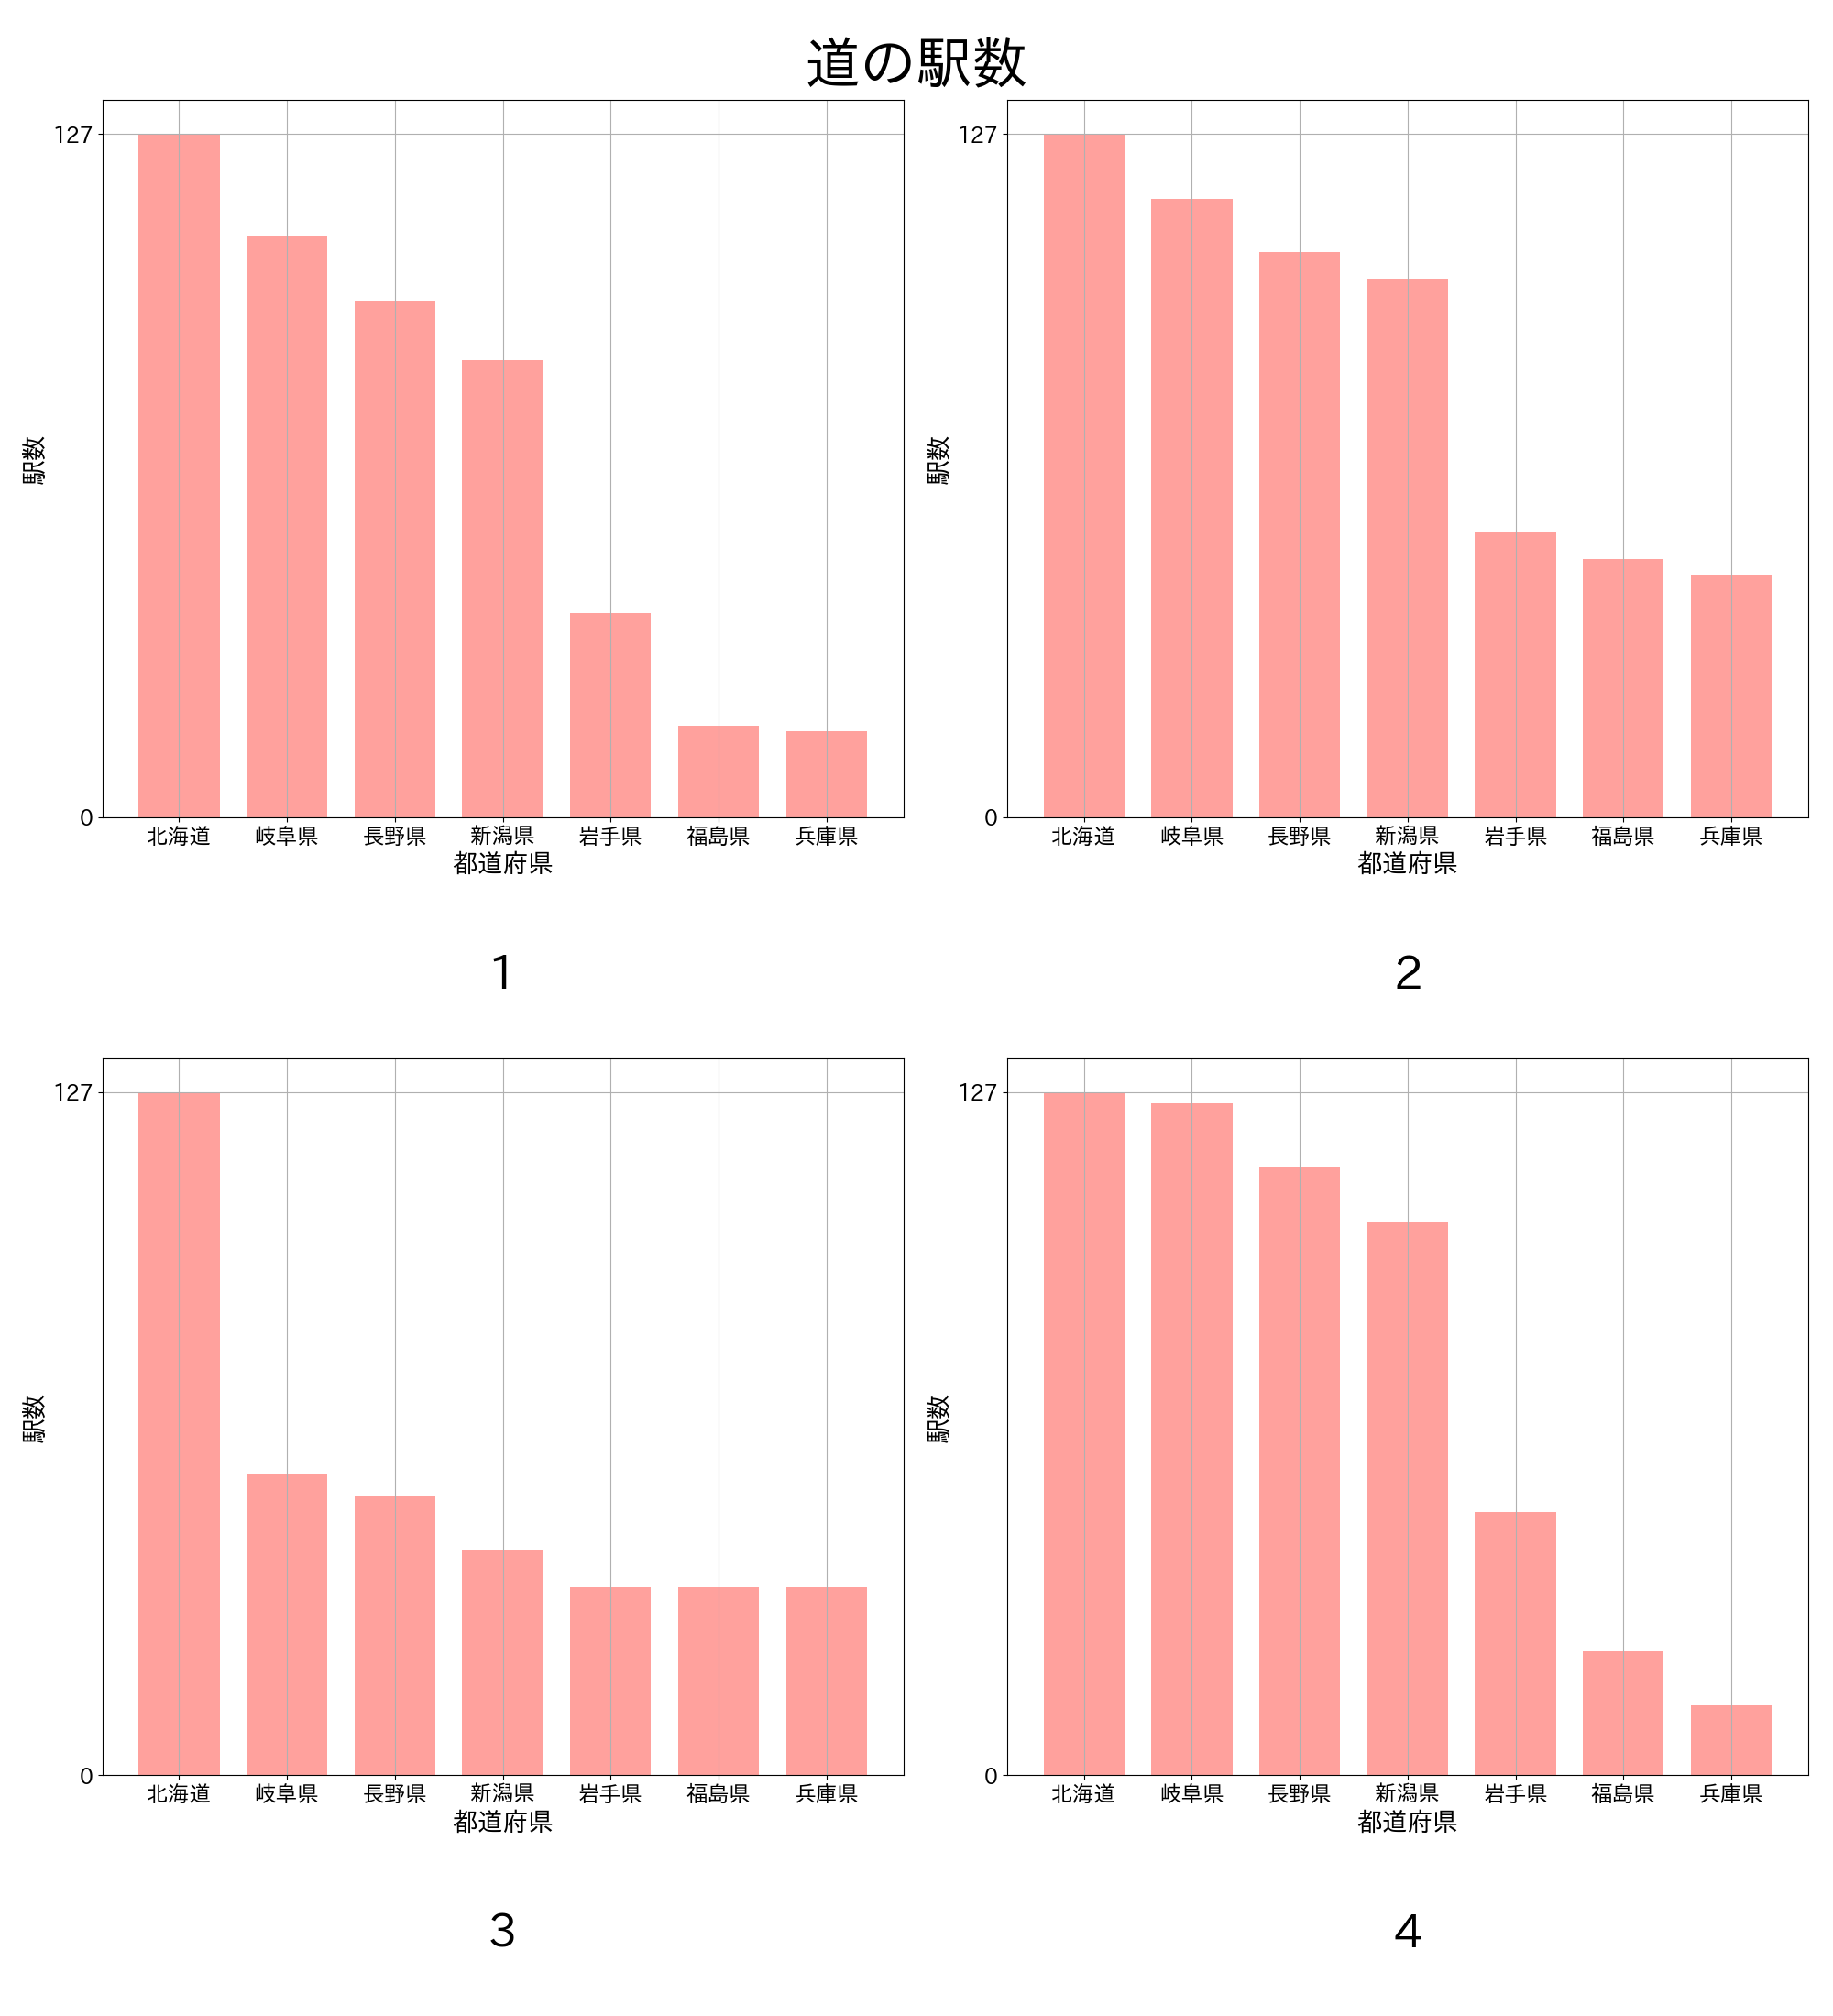 道の駅数
127
0
駅数
北海道 岐阜県 長野県 新潟県 岩手県 福島県 兵庫県
都道府県
1
127
0
駅数
北海道 岐阜県 長野県 新潟県 岩手県 福島県 兵庫県
都道府県
2
127
0
駅数
北海道 岐阜県 長野県 新潟県 岩手県 福島県 兵庫県
都道府県
3
127
0
駅数
北海道 岐阜県 長野県 新潟県 岩手県 福島県 兵庫県
都道府県
4